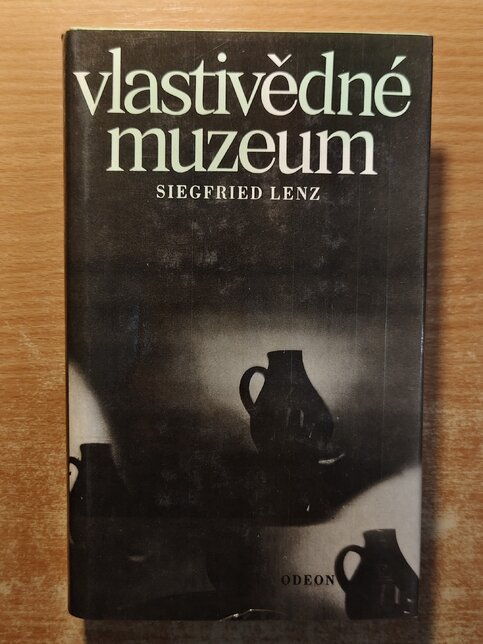 vlastivědné
muzeum
SIEGFRIED LENZ
ODEON